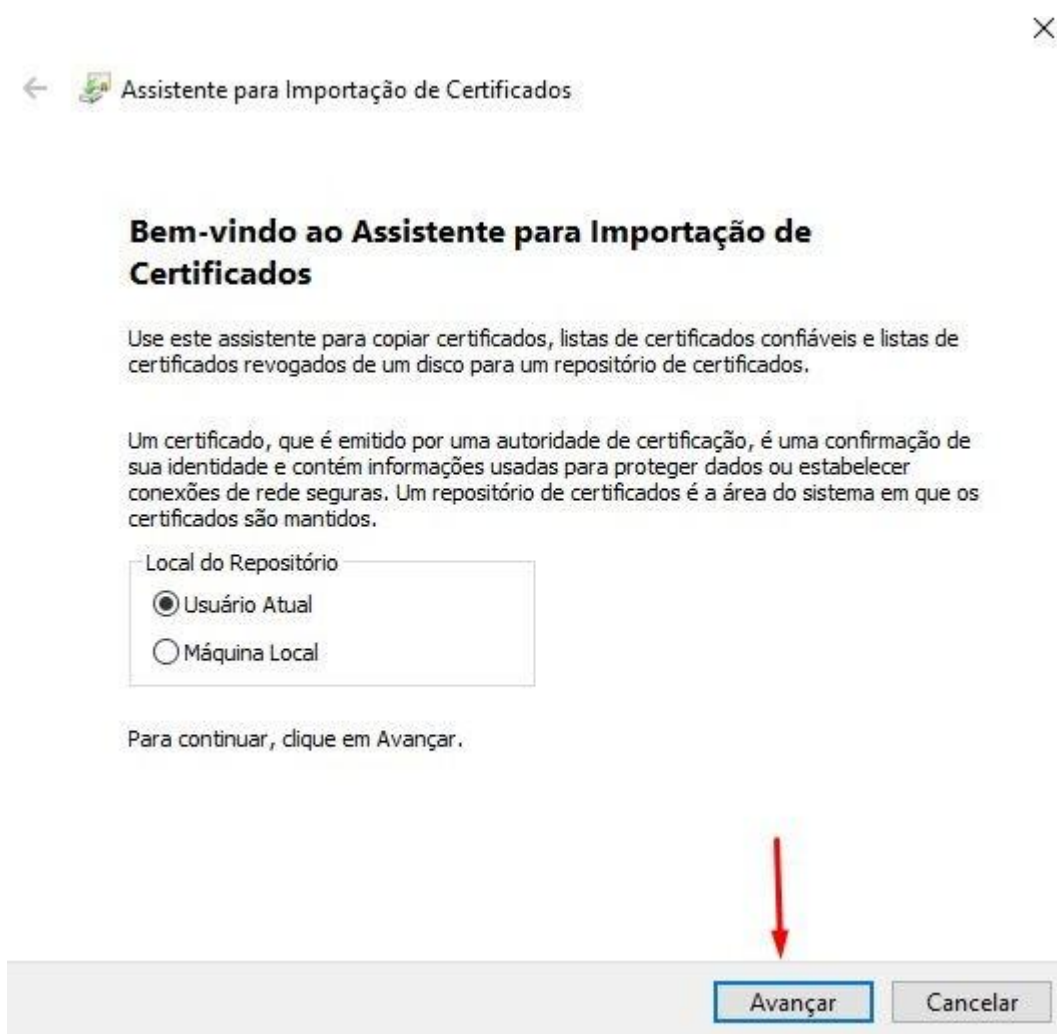 Assistente para Importação de Certificados
Bem-vindo ao Assistente para Importação de
Certificados
Use este assistente para copiar certificados, listas de certificados confiáveis e listas de
certificados revogados de um disco para um repositório de certificados.
Um certificado, que é emitido por uma autoridade de certificação, é uma confirmação de
sua identidade e contém informações usadas para proteger dados ou estabelecer
conexões de rede seguras. Um repositório de certificados é a área do sistema em que os
certificados são mantidos.
Local do Repositório
Usuário Atual
Máquina Local
Para continuar, clique em Avançar.
Avançar
Cancelar